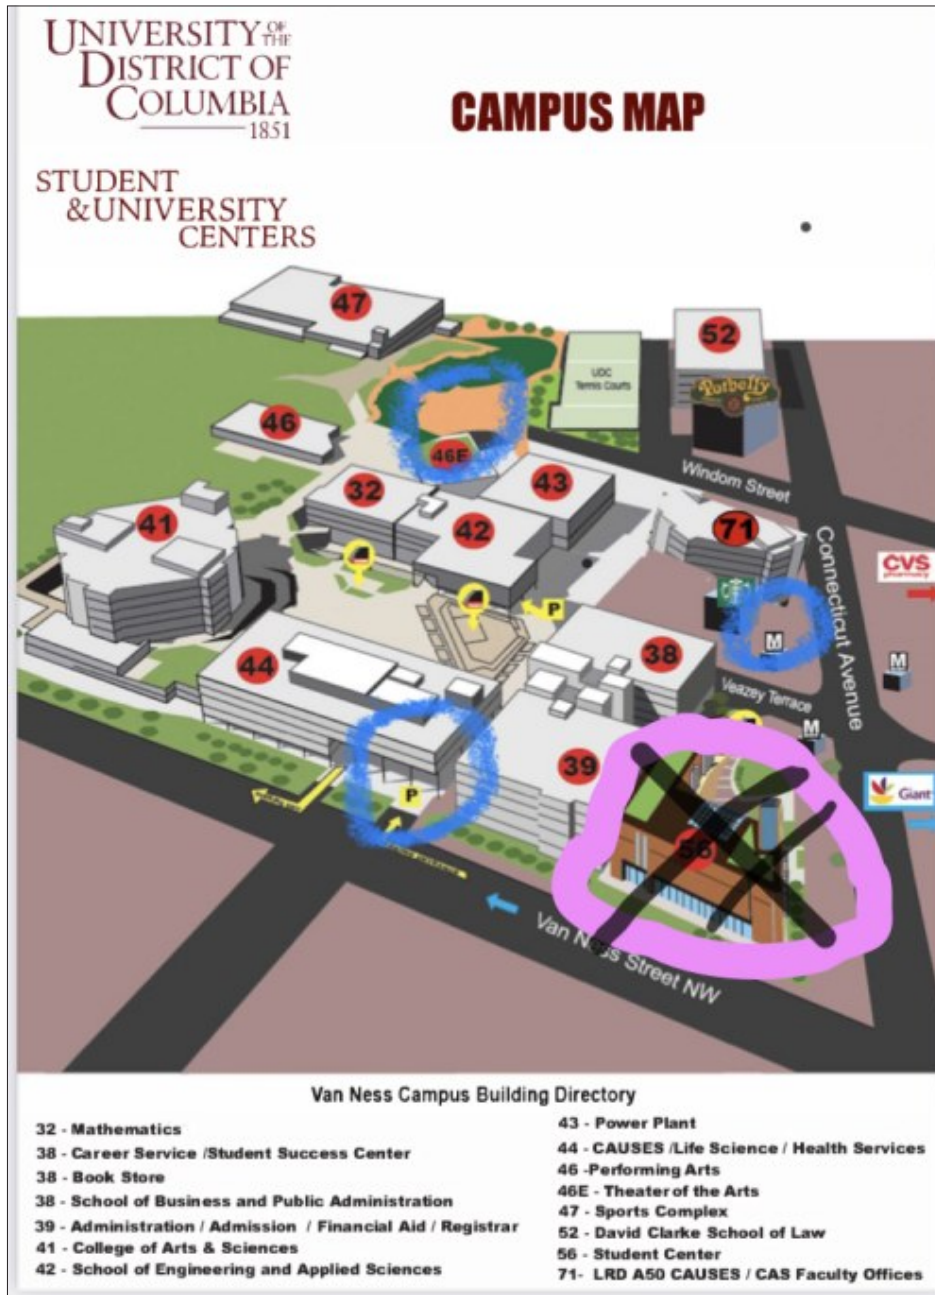 UNIVERSITY OF THE
DISTRICT OF
COLUMBIA
1851
CAMPUS MAP
STUDENT
& UNIVERSITY
CENTERS
47
52
UDC
Tennis Courts
Potbelly
46
46E
Windom Street
32
43
41
42
71
Connecticut Avenue
CVS
pharmacy
P
44
38
M
M
Veazey Terrace
M
39
P
Giant
56
Van Ness Street NW
Van Ness Campus Building Directory
32 - Mathematics
38 - Career Service /Student Success Center
38 - Book Store
38 - School of Business and Public Administration
39 - Administration / Admission / Financial Aid / Registrar
41 - College of Arts & Sciences
42 - School of Engineering and Applied Sciences
43 - Power Plant
44 - CAUSES /Life Science / Health Services
46 -Performing Arts
46E - Theater of the Arts
47 - Sports Complex
52 - David Clarke School of Law
56 - Student Center
71- LRD A50 CAUSES / CAS Faculty Offices